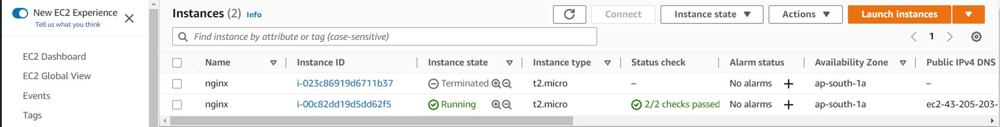 New EC2 Experience
Tell us what you think
EC2 Dashboard
EC2 Global View
Events
Tags
Instances (2) Info
Connect Instance state Actions Launch instances
Find instance by attribute or tag (case-sensitive)
1
Name Instance ID Instance state Instance type Status check Alarm status Availability Zone Public IPv4 DNS
nginx i-023c86919d6711b37 Terminated t2.micro – No alarms + ap-south-1a –
nginx i-00c82dd19d5dd62f5 Running t2.micro 2/2 checks passed No alarms + ap-south-1a ec2-43-205-203-